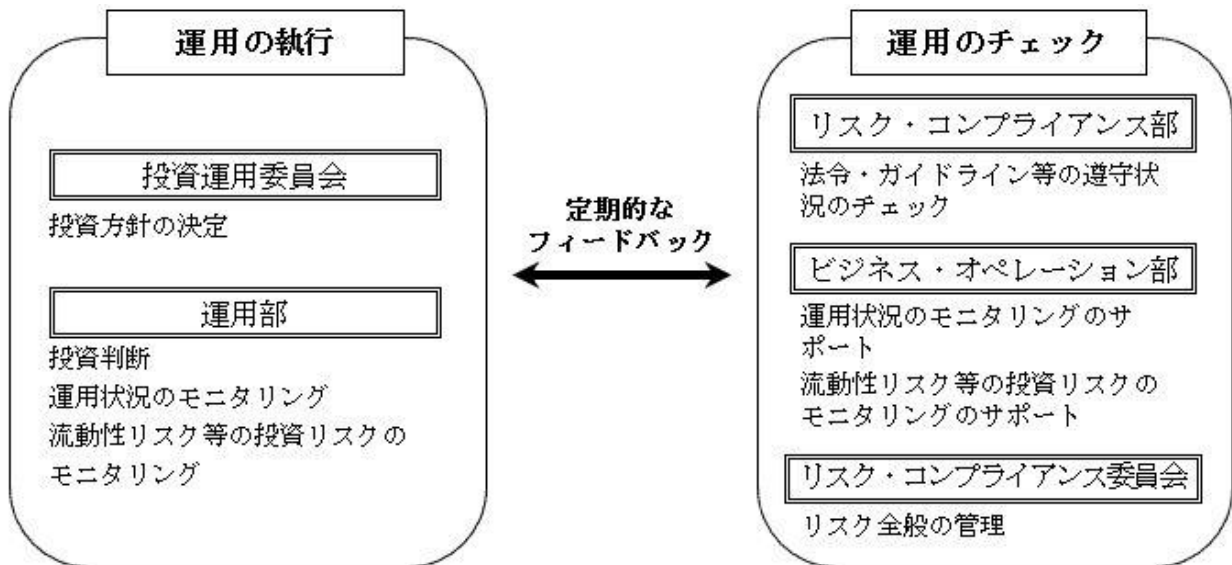 運用の執行
投資運用委員会
投資方針の決定
運用部
投資判断
運用状況のモニタリング
流動性リスク等の投資リスクの
モニタリング
定期的な
フィードバック
運用のチェック
リスク・コンプライアンス部
法令・ガイドライン等の遵守状
況のチェック
ビジネス・オペレーション部
運用状況のモニタリングのサ
ポート
流動性リスク等の投資リスクの
モニタリングのサポート
リスク・コンプライアンス委員会
リスク全般の管理